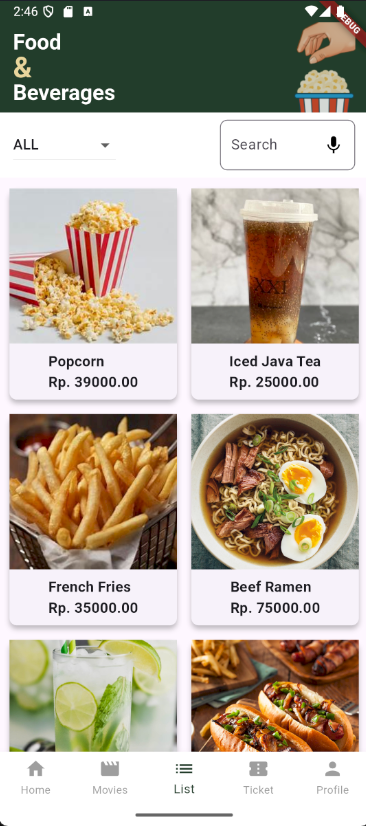 2:46
DEBUG
Food
&
Beverages
ALL
Search
XXI
Popcorn
Rp. 39000.00
Iced Java Tea
Rp. 25000.00
French Fries
Rp. 35000.00
Beef Ramen
Rp. 75000.00
Home
Movies
List
Ticket
Profile